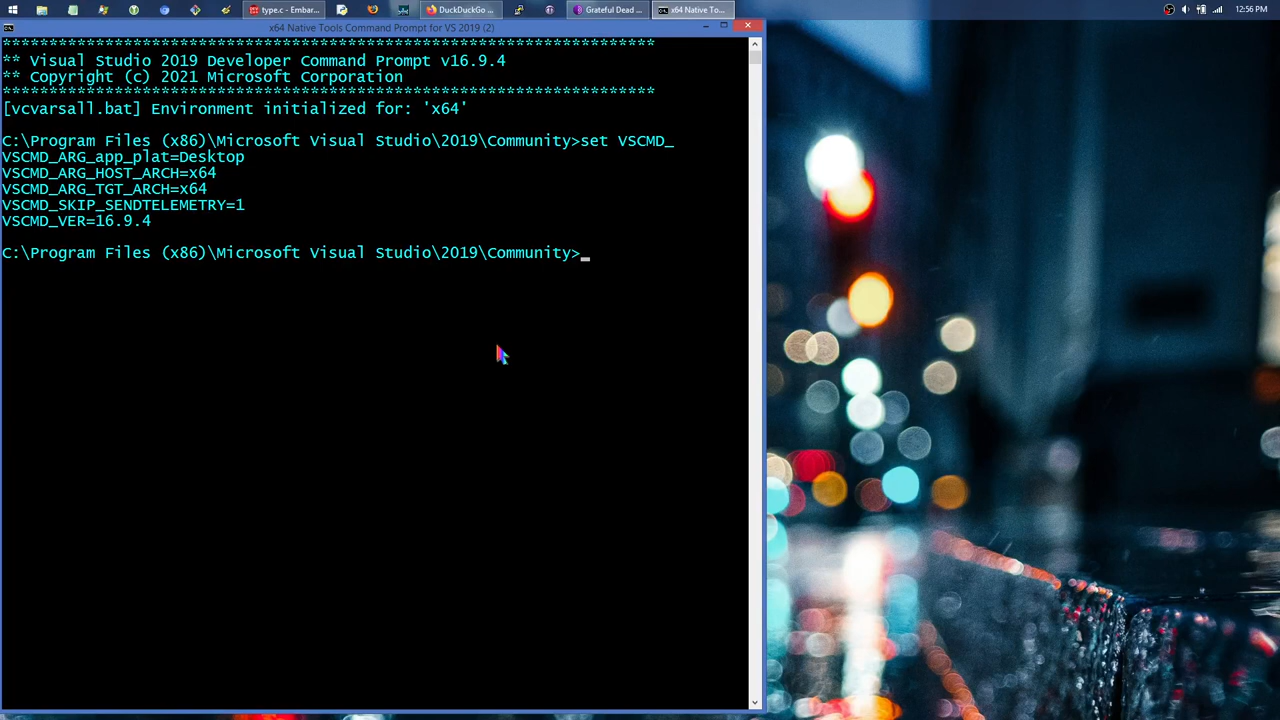 type.c - Embar...
DuckDuckGo ...
Grateful Dead ...
x64 Native To...
12:56 PM
x64 Native Tools Command Prompt for VS 2019 (2)
**********************************************************************
** Visual Studio 2019 Developer Command Prompt v16.9.4
** Copyright (c) 2021 Microsoft Corporation
**********************************************************************
[vcvarsall.bat] Environment initialized for: 'x64'
C:\Program Files (x86)\Microsoft Visual Studio\2019\Community>set VSCMD_
VSCMD_ARG_app_plat=Desktop
VSCMD_ARG_HOST_ARCH=x64
VSCMD_ARG_TGT_ARCH=x64
VSCMD_SKIP_SENDTELEMETRY=1
VSCMD_VER=16.9.4
C:\Program Files (x86)\Microsoft Visual Studio\2019\Community>